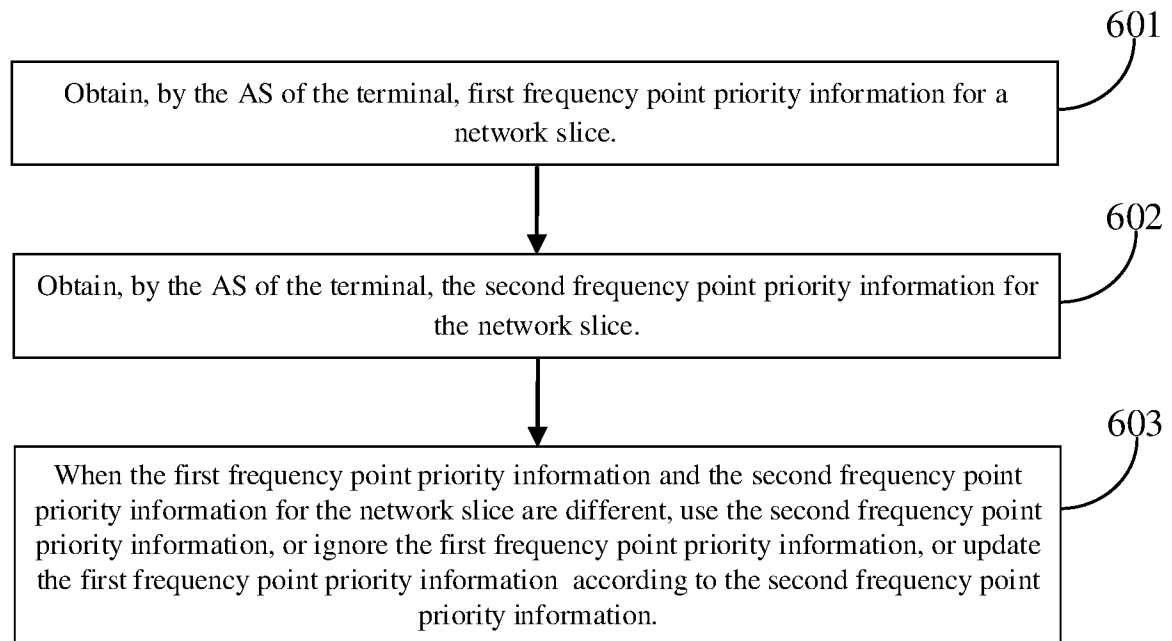 601
Obtain, by the AS of the terminal, first frequency point priority information for a
network slice.
602
Obtain, by the AS of the terminal, the second frequency point priority information for
the network slice.
603
When the first frequency point priority information and the second frequency point
priority information for the network slice are different, use the second frequency point
priority information, or ignore the first frequency point priority information, or update
the first frequency point priority information according to the second frequency point
priority information.